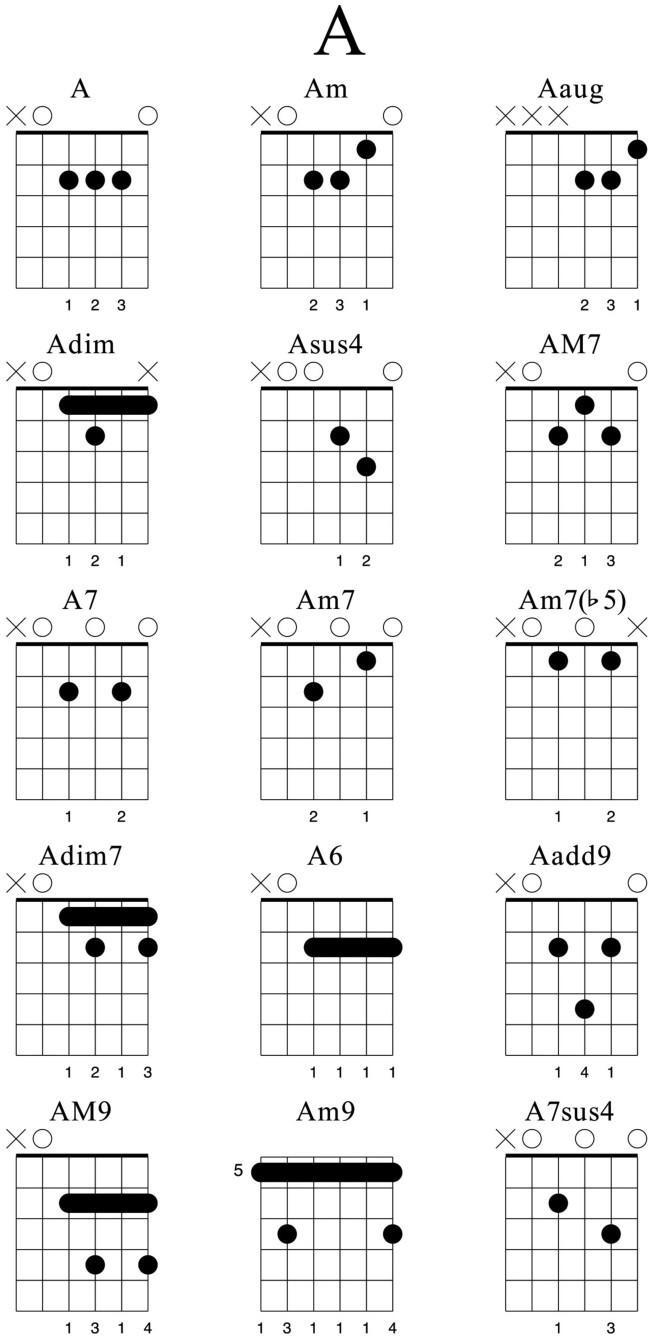 A
A Am Aaug
× ○ ○ × ○ ○ × × ×
1 2 3 2 3 1 2 3 1
Adim Asus4 AM7
× ○ × × ○ ○ ○ × ○ ○
1 2 1 1 2 2 1 3
A7 Am7 Am7(♭5)
× ○ ○ ○ × ○ ○ ○ × ○ ○ ×
1 2 2 1 1 2
Adim7 A6 Aadd9
× ○ × ○ × ○ ○
1 2 1 3 1 1 1 1 1 4 1
AM9 Am9 A7sus4
× ○ × ○ ○ ○
5
1 3 1 4 1 3 1 1 1 4 1 3